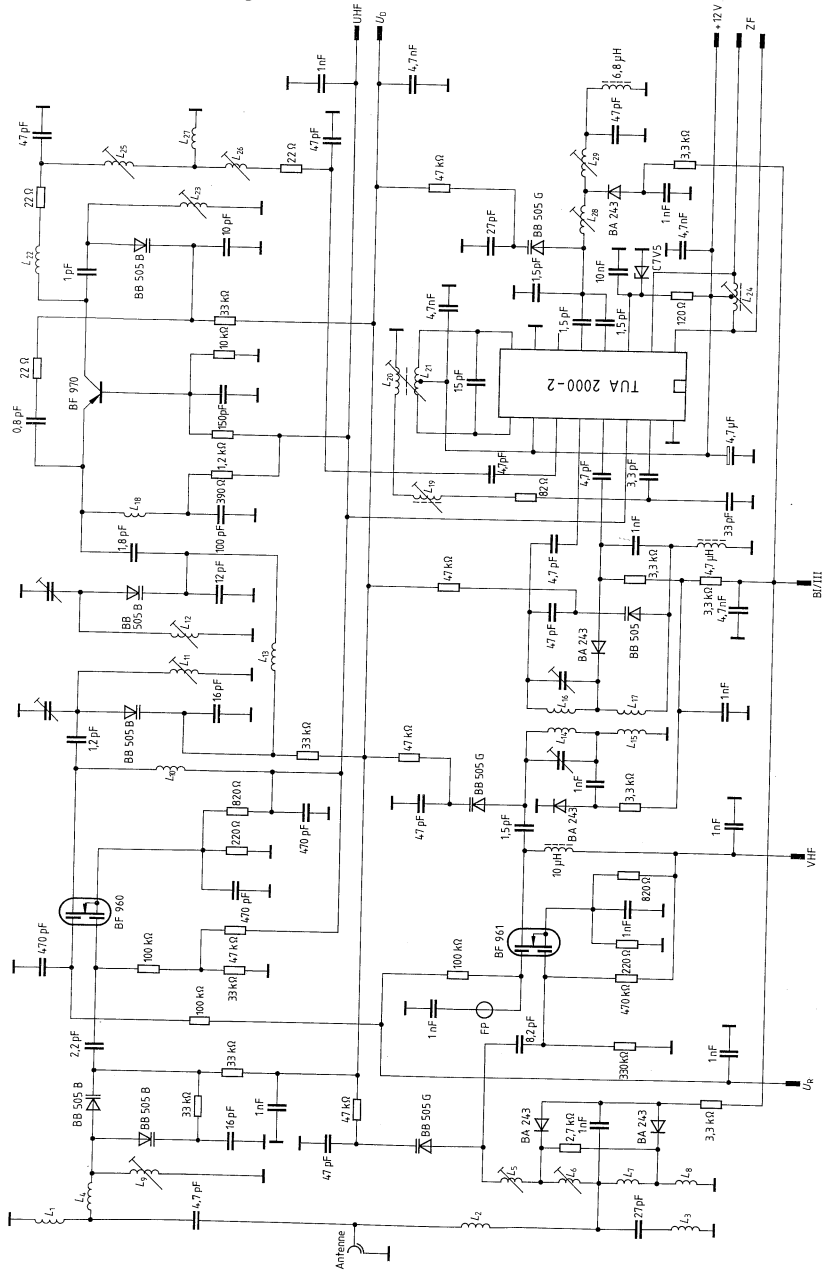 47 pF
UHF
U_D
+12 V
ZF
L25
L27
L26
22 Ω
47 pF
1 nF
4,7 nF
6,8 µH
22 Ω
L22
L23
1 pF
BB 505 B
10 pF
33 kΩ
47 kΩ
27 pF
BB 505 G
47 pF
L29
L28
BA 243
1 nF
3,3 kΩ
4,7 nF
22 Ω
0,8 pF
BF 970
10 kΩ
150 pF
1,2 kΩ
390 Ω
L18
100 pF
1,8 pF
4,7 nF
1,5 pF
1,5 pF
1,5 pF
10 nF
C7V5
120 Ω
L24
L20
L21
15 pF
TUA 2000-2
L19
47 pF
82 Ω
4,7 pF
3,3 pF
4,7 µF
33 pF
BB 505 B
12 pF
L12
L11
L13
47 kΩ
4,7 pF
47 pF
BA 243
BB 505
1 nF
3,3 kΩ
4,7 µH
3,3 kΩ
4,7 nF
BI/III
1,2 pF
BB 505 B
16 pF
33 kΩ
L10
47 kΩ
BB 505 G
47 pF
L16
L17
L14
L15
1 nF
BA 243
3,3 kΩ
1 nF
BF 960
470 pF
820 Ω
220 Ω
470 pF
470 pF
100 kΩ
47 kΩ
33 kΩ
100 kΩ
1,5 pF
10 µH
1 nF
VHF
BF 961
820 Ω
1 nF
220 Ω
470 kΩ
100 kΩ
1 nF
FP
8,2 pF
330 kΩ
1 nF
U_R
2,2 pF
BB 505 B
BB 505 B
33 kΩ
33 kΩ
16 pF
1 nF
47 kΩ
47 pF
BB 505 G
BA 243
2,7 kΩ
1 nF
BA 243
3,3 kΩ
L1
L4
L9
4,7 pF
L5
L6
L7
L8
Antenne
L2
27 pF
L3